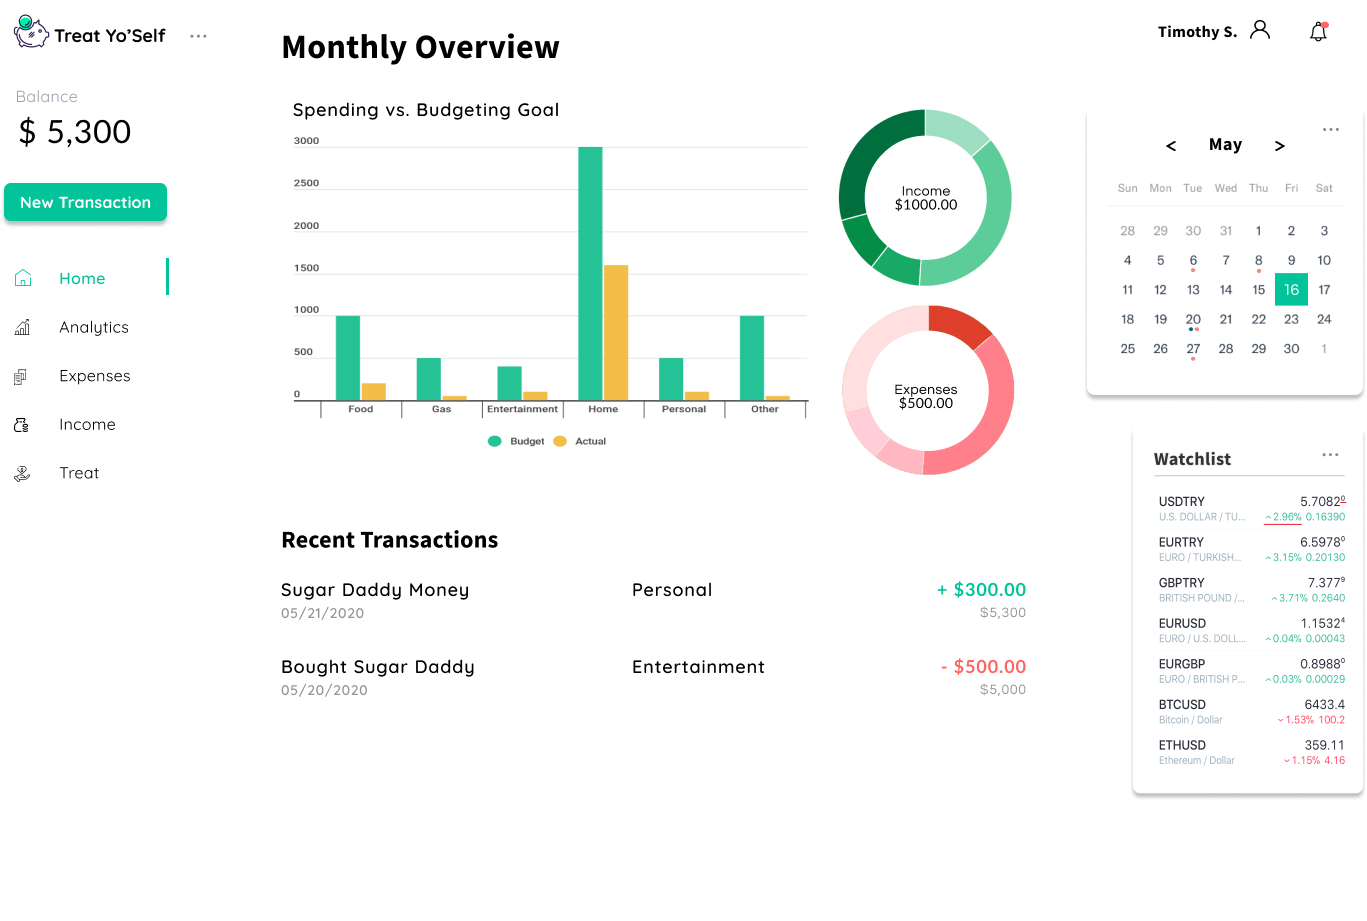 Treat Yo'Self
Balance
$ 5,300
New Transaction
Home
Analytics
Expenses
Income
Treat
Monthly Overview
Spending vs. Budgeting Goal
3000
2500
2000
1500
1000
500
0
Food Gas Entertainment Home Personal Other
Budget Actual
Income
$1000.00
Expenses
$500.00
Recent Transactions
Sugar Daddy Money Personal + $300.00
05/21/2020 $5,300
Bought Sugar Daddy Entertainment - $500.00
05/20/2020 $5,000
Timothy S.
< May >
Sun Mon Tue Wed Thu Fri Sat
28 29 30 31 1 2 3
4 5 6 7 8 9 10
11 12 13 14 15 16 17
18 19 20 21 22 23 24
25 26 27 28 29 30 1
Watchlist
USDTRY 5.7082⁰
U.S. DOLLAR / TU... 2.96% 0.16390
EURTRY 6.5978⁰
EURO / TURKISH... 3.15% 0.20130
GBPTRY 7.377⁹
BRITISH POUND /... 3.71% 0.2640
EURUSD 1.1532⁴
EURO / U.S. DOLL... 0.04% 0.00043
EURGBP 0.8988⁰
EURO / BRITISH P... 0.03% 0.00029
BTCUSD 6433.4
Bitcoin / Dollar 1.53% 100.2
ETHUSD 359.11
Ethereum / Dollar 1.15% 4.16